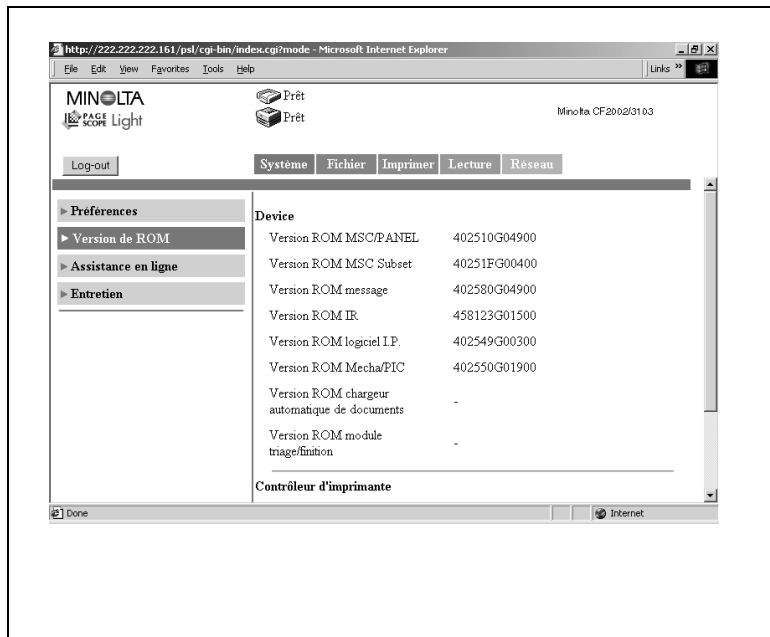 http://222.222.222.161/psl/cgi-bin/index.cgi?mode - Microsoft Internet Explorer
File Edit View Favorites Tools Help
Links »
MINOLTA
PAGE SCOPE Light
Prêt
Prêt
Minolta CF2002/3103
Log-out
Système Fichier Imprimer Lecture Réseau
Préférences
Version de ROM
Assistance en ligne
Entretien
Device
Version ROM MSC/PANEL 402510G04900
Version ROM MSC Subset 40251FG00400
Version ROM message 402580G04900
Version ROM IR 458123G01500
Version ROM logiciel I.P. 402549G00300
Version ROM Mecha/PIC 402550G01900
Version ROM chargeur
automatique de documents -
Version ROM module
triage/finition -
Contrôleur d'imprimante
Done
Internet